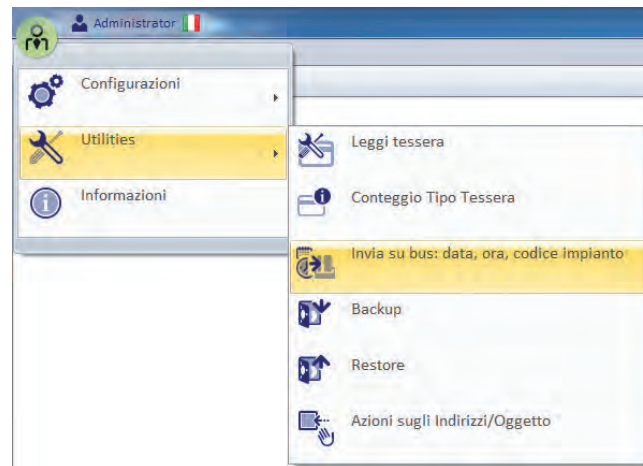 Administrator
Configurazioni
Utilities
Informazioni
Leggi tessera
Conteggio Tipo Tessera
Invia su bus: data, ora, codice impianto
Backup
Restore
Azioni sugli Indirizzi/Oggetto